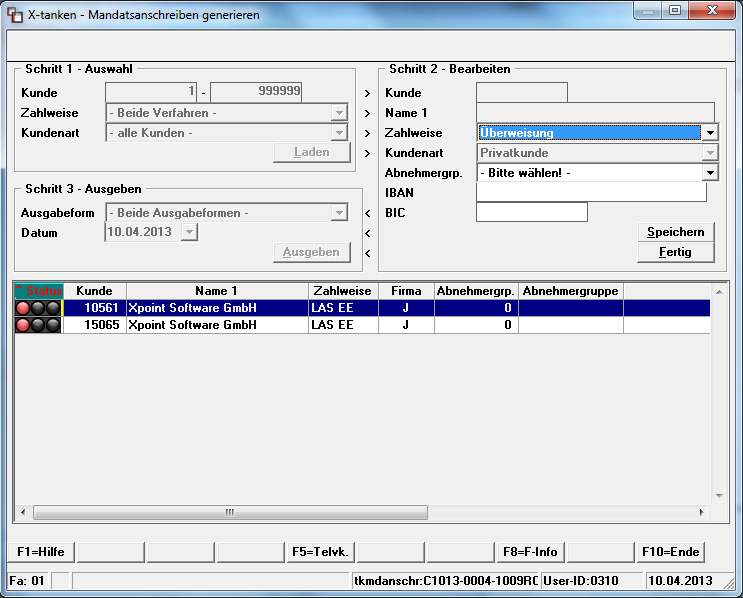 X-tanken - Mandatsanschreiben generieren
Schritt 1 - Auswahl
Kunde 1 - 999999 >
Zahlweise - Beide Verfahren - >
Kundenart - alle Kunden - >
Laden >
Schritt 2 - Bearbeiten
Kunde
Name 1
Zahlweise Überweisung
Kundenart Privatkunde
Abnehmergrp. - Bitte wählen! -
IBAN
BIC
Speichern
Fertig
Schritt 3 - Ausgeben
Ausgabeform - Beide Ausgabeformen - <
Datum 10.04.2013 <
Ausgeben <
* Status Kunde Name 1 Zahlweise Firma Abnehmergrp. Abnehmergruppe
10561 Xpoint Software GmbH LAS EE J 0
15065 Xpoint Software GmbH LAS EE J 0
F1=Hilfe F5=Telvk. F8=F-Info F10=Ende
Fa: 01 tkmdanschr:C1013-0004-1009RC User-ID:0310 10.04.2013